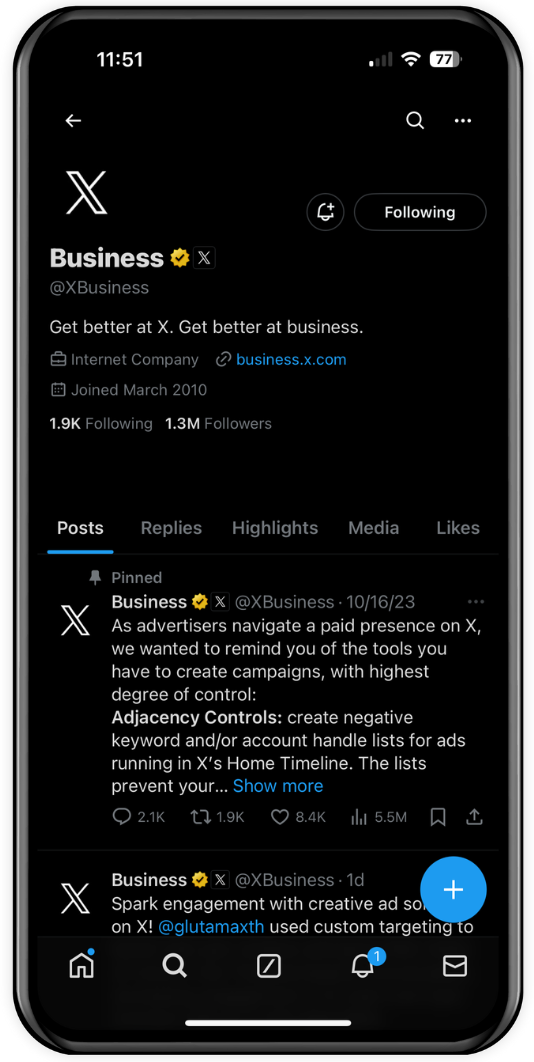 11:51
77
Following
Business
@XBusiness
Get better at X. Get better at business.
Internet Company business.x.com
Joined March 2010
1.9K Following 1.3M Followers
Posts Replies Highlights Media Likes
Pinned
Business @XBusiness · 10/16/23
As advertisers navigate a paid presence on X,
we wanted to remind you of the tools you
have to create campaigns, with highest
degree of control:
Adjacency Controls: create negative
keyword and/or account handle lists for ads
running in X's Home Timeline. The lists
prevent your... Show more
2.1K 1.9K 8.4K 5.5M
Business @XBusiness · 1d
Spark engagement with creative ad
on X! @glutamaxth used custom targeting to
1